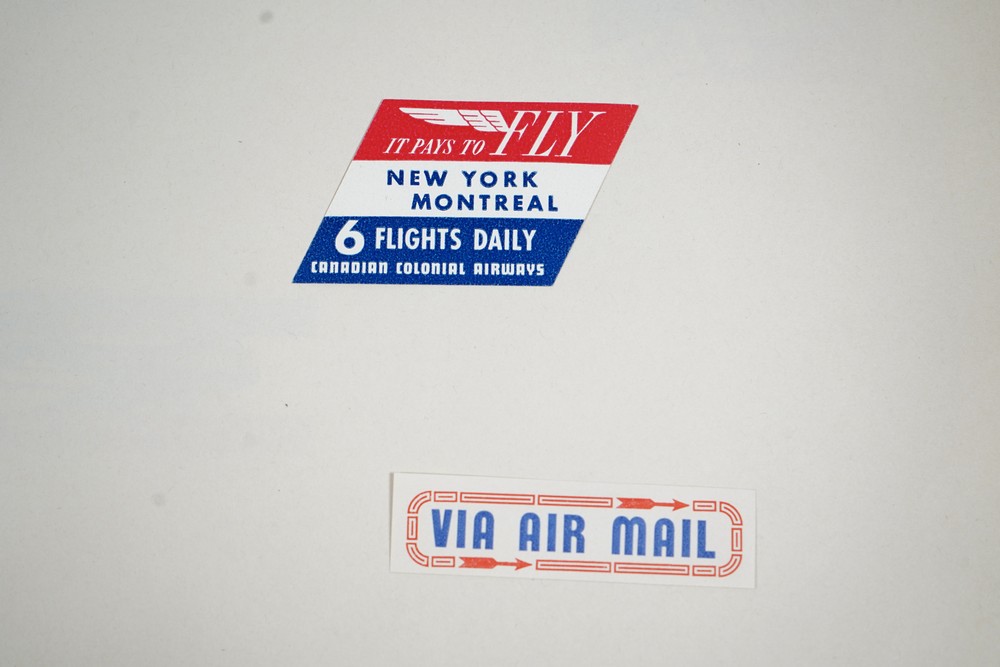 IT PAYS TO FLY
NEW YORK
MONTREAL
6 FLIGHTS DAILY
CANADIAN COLONIAL AIRWAYS
VIA AIR MAIL